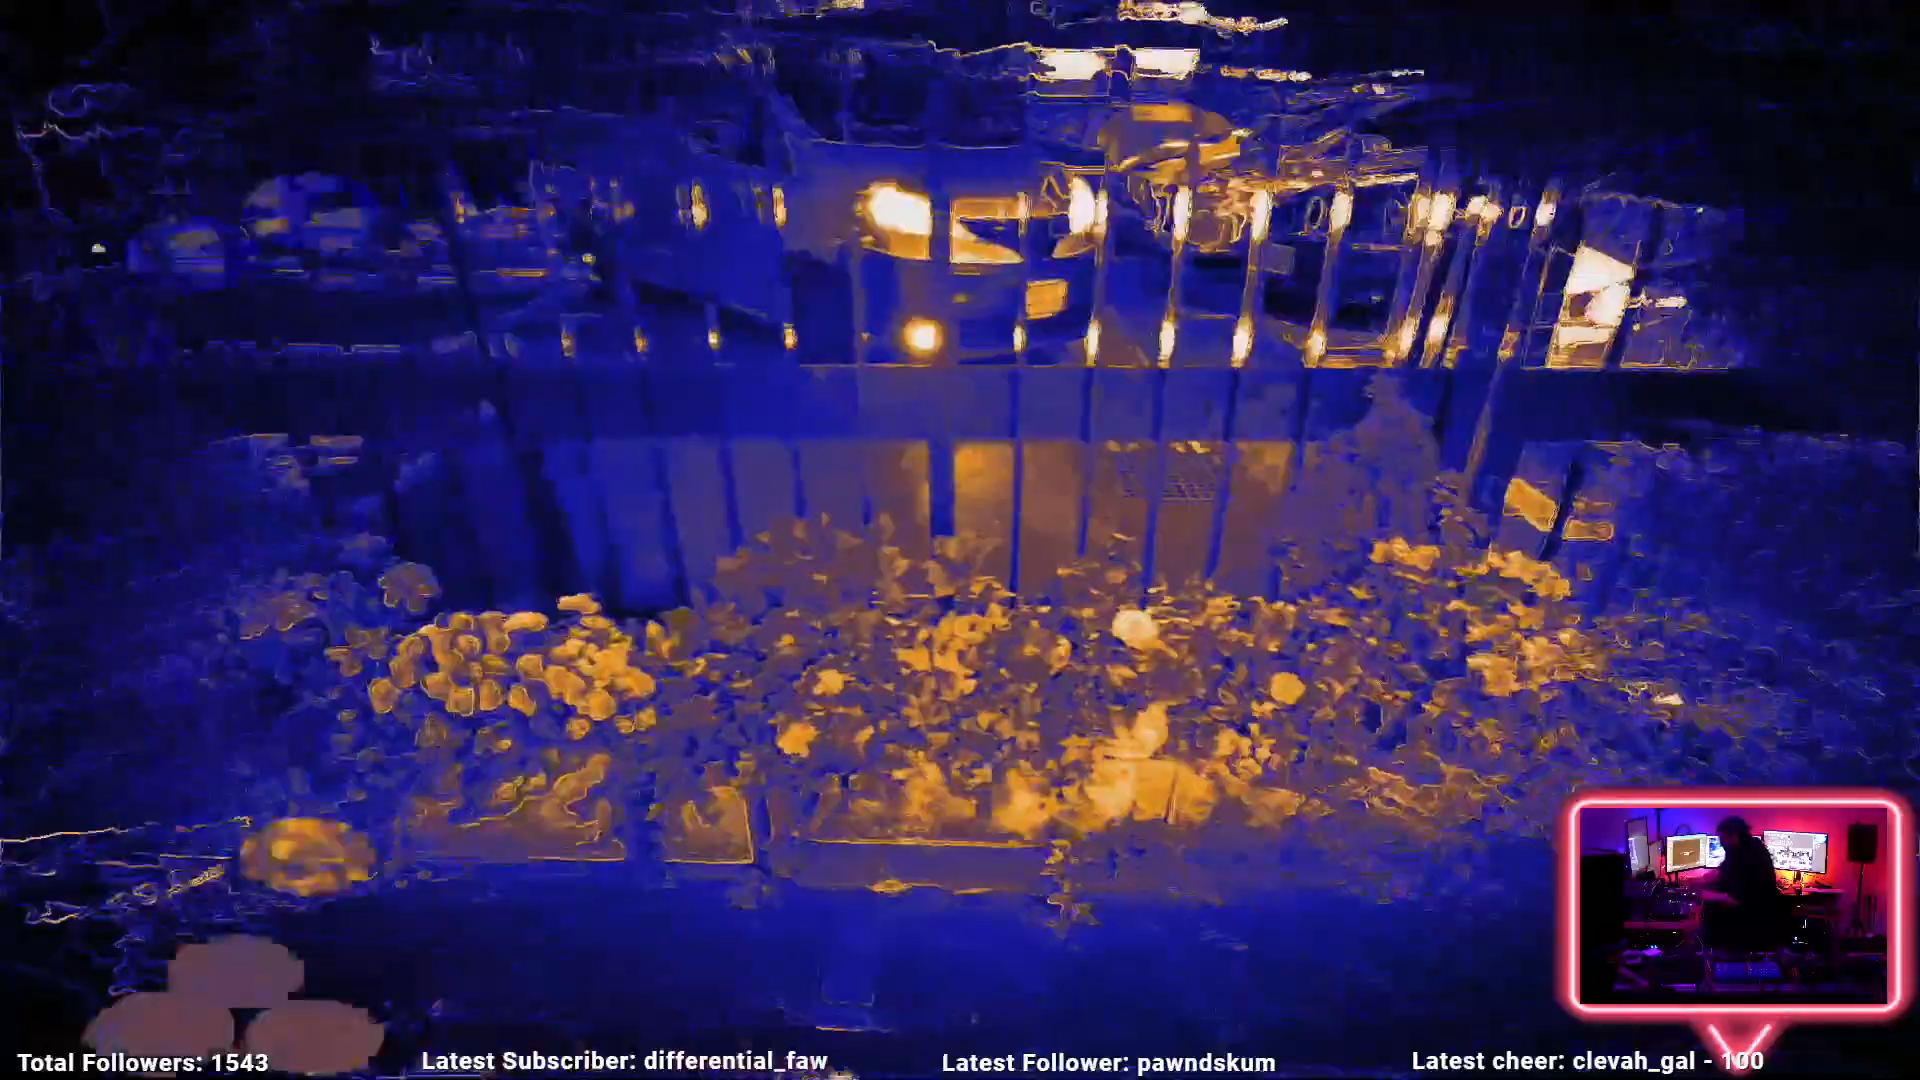 Total Followers: 1543
Latest Subscriber: differential_faw
Latest Follower: pawndskum
Latest cheer: clevah_gal - 100